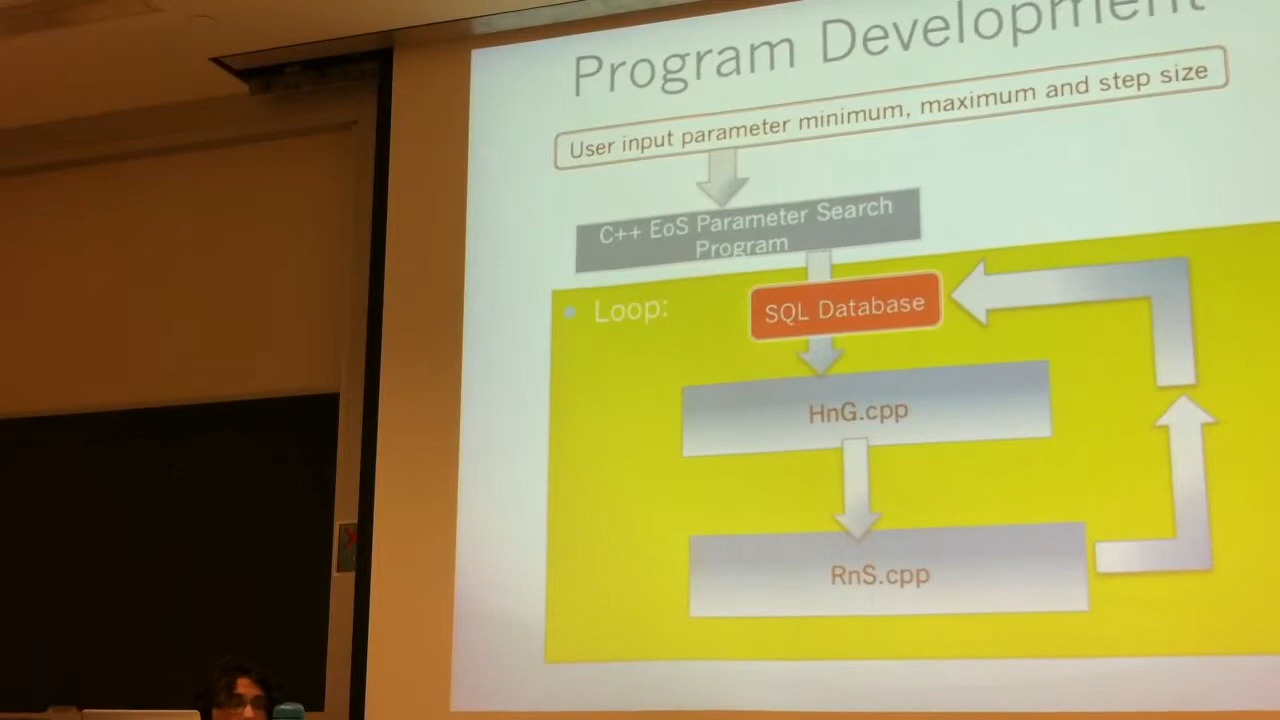 Program Development
User input parameter minimum, maximum and step size
C++ EoS Parameter Search
Program
• Loop:
SQL Database
HnG.cpp
RnS.cpp